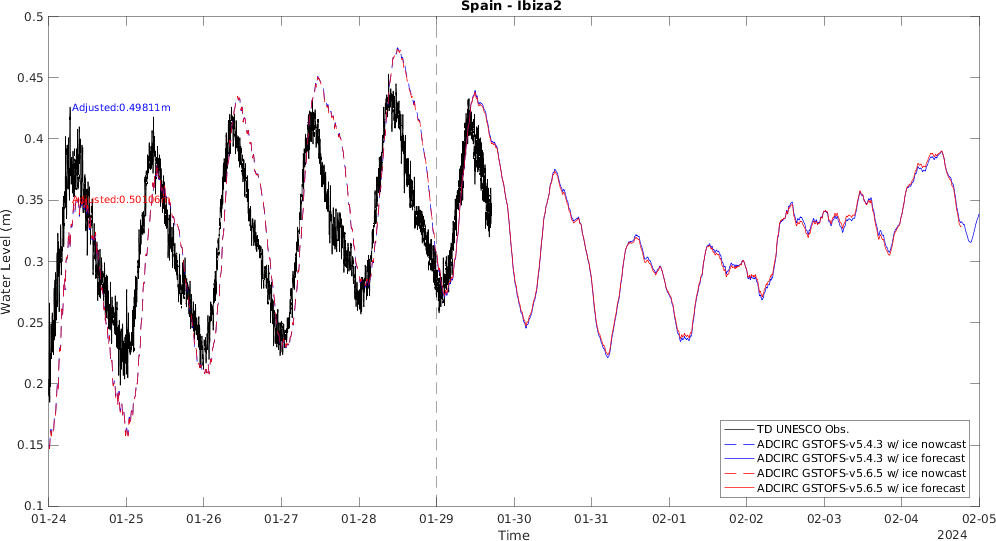 Spain - Ibiza2
0.5
0.45
0.4
0.35
0.3
0.25
0.2
0.15
0.1
Water Level (m)
Adjusted:0.49811m
Adjusted:0.50106m
TD UNESCO Obs.
ADCIRC GSTOFS-v5.4.3 w/ ice nowcast
ADCIRC GSTOFS-v5.4.3 w/ ice forecast
ADCIRC GSTOFS-v5.6.5 w/ ice nowcast
ADCIRC GSTOFS-v5.6.5 w/ ice forecast
01-24 01-25 01-26 01-27 01-28 01-29 01-30 01-31 02-01 02-02 02-03 02-04 02-05
Time
2024